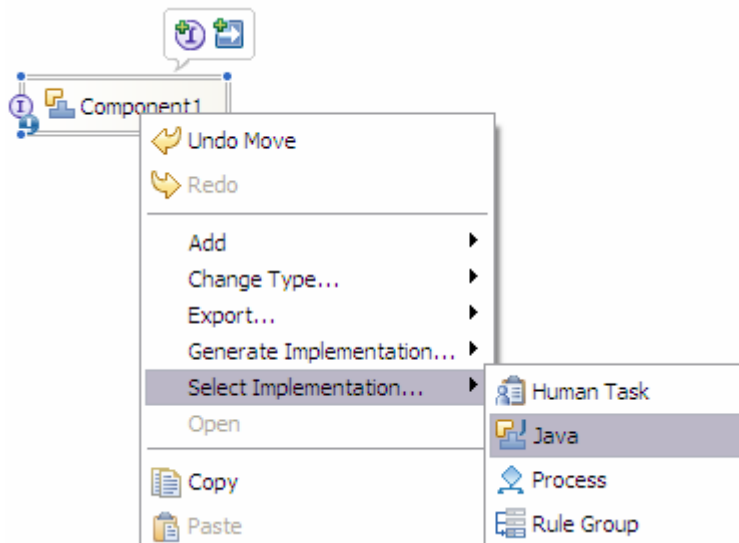 Component1
Undo Move
Redo
Add
Change Type...
Export...
Generate Implementation...
Select Implementation...
Open
Copy
Paste
Human Task
Java
Process
Rule Group